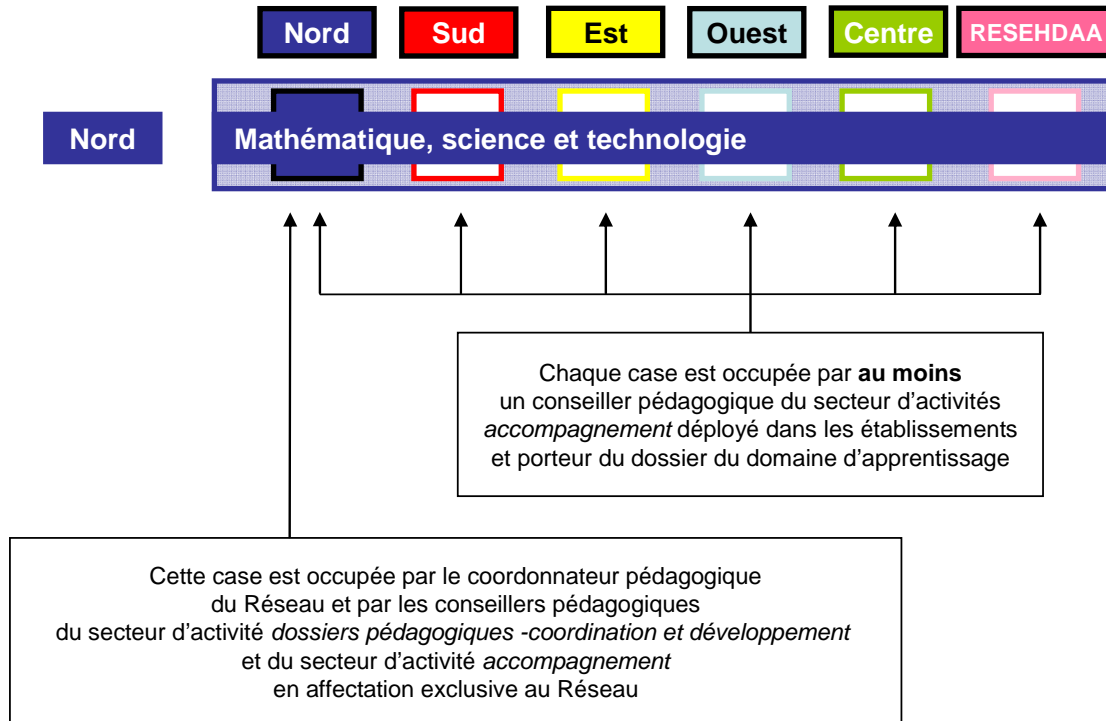 Nord Sud Est Ouest Centre RESEHDAA
Nord Mathématique, science et technologie
Chaque case est occupée par au moins
un conseiller pédagogique du secteur d'activités
accompagnement déployé dans les établissements
et porteur du dossier du domaine d'apprentissage
Cette case est occupée par le coordonnateur pédagogique
du Réseau et par les conseillers pédagogiques
du secteur d'activité dossiers pédagogiques -coordination et développement
et du secteur d'activité accompagnement
en affectation exclusive au Réseau